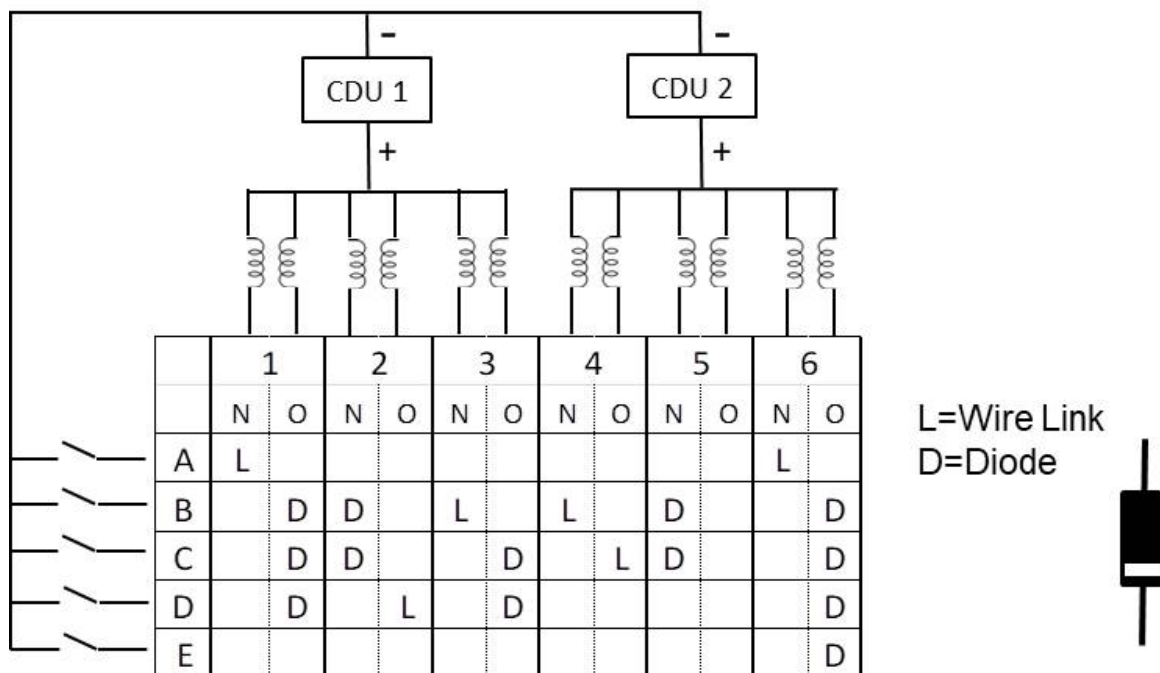 - -
CDU 1 CDU 2
+ +
1 2 3 4 5 6
N O N O N O N O N O N O
A L L
B D D L L D D
C D D D L D D
D D L D D
E D
L=Wire Link
D=Diode